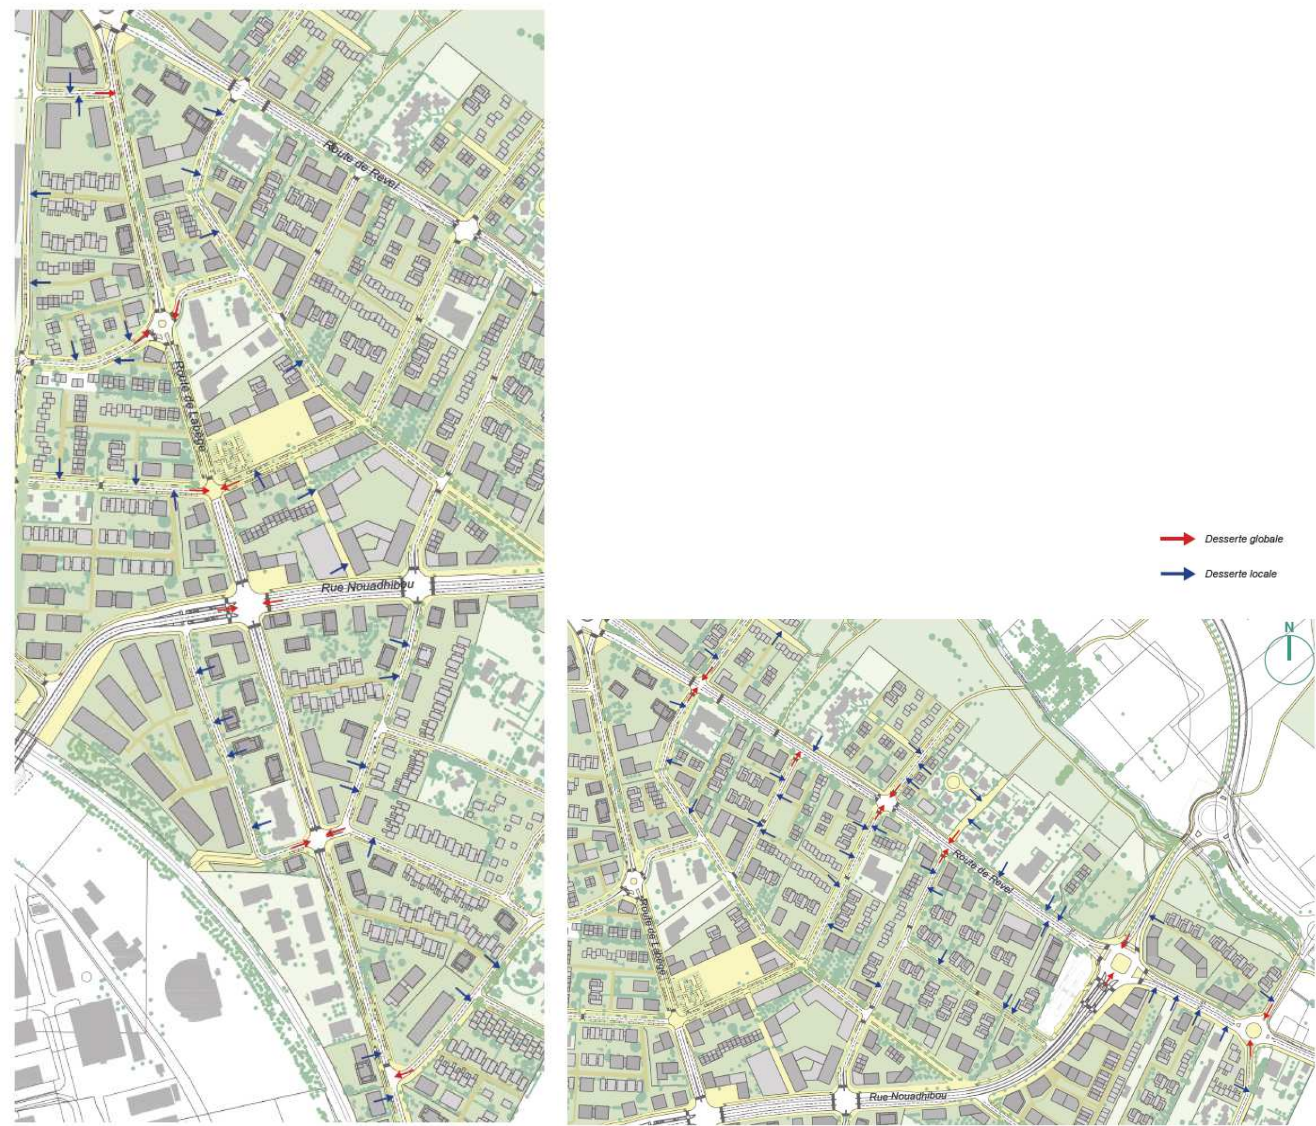 Route de Revel
Route de Labège
Rue Nouadhibou
Desserte globale
Desserte locale
N
Route de Revel
Route de Labège
Rue Nouadhibou